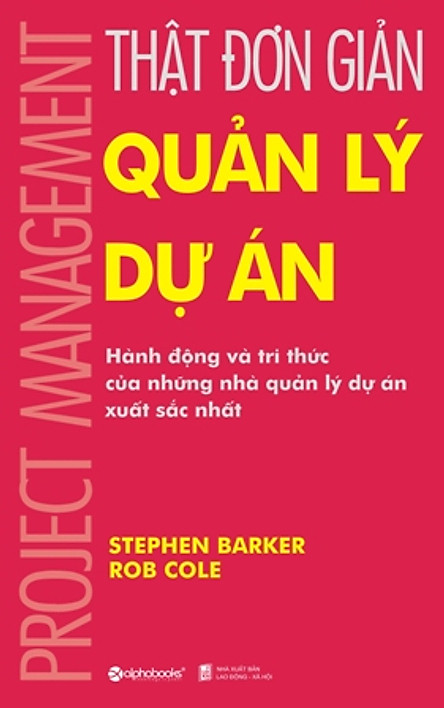 PROJECT MANAGEMENT
THẬT ĐƠN GIẢN
QUẢN LÝ
DỰ ÁN
Hành động và tri thức
của những nhà quản lý dự án
xuất sắc nhất
STEPHEN BARKER
ROB COLE
alphabooks
NHÀ XUẤT BẢN
LAO ĐỘNG - XÃ HỘI